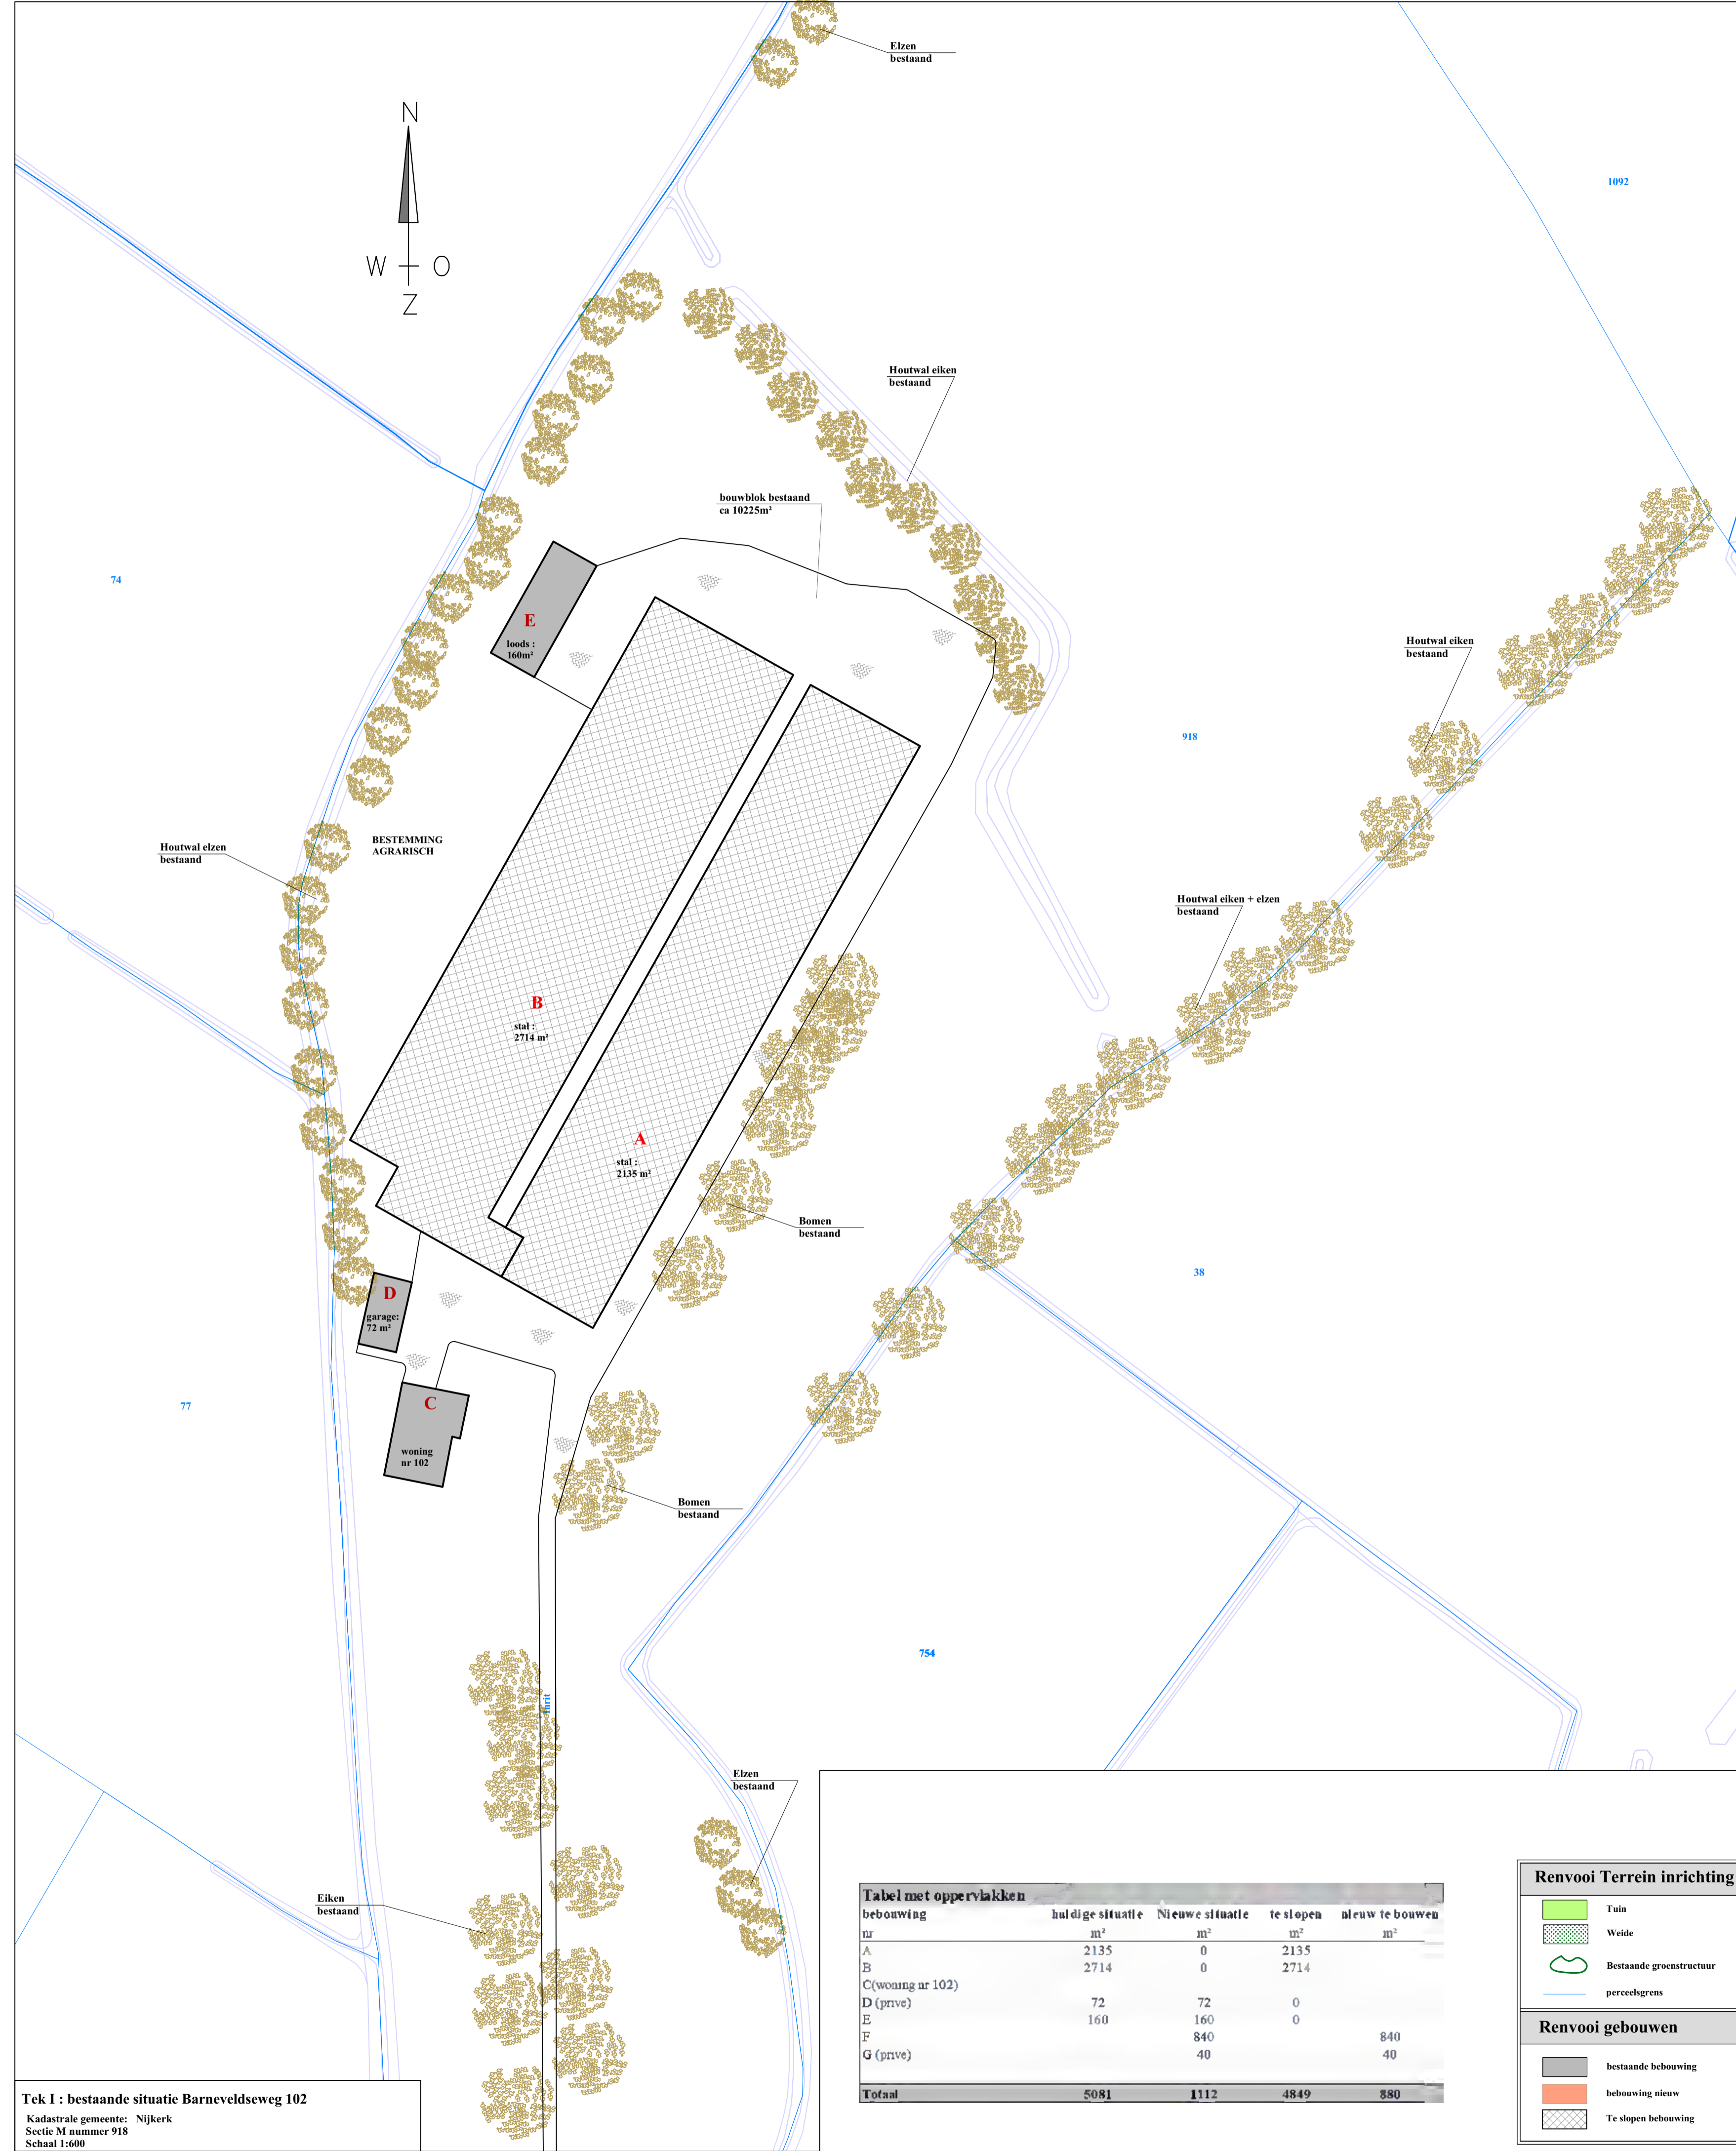 Elzen
bestaand
N
W O
Z
1092
Houtwal eiken
bestaand
bouwblok bestaand
ca 10225m²
74
E
loods :
160m²
Houtwal eiken
bestaand
918
BESTEMMING
AGRARISCH
Houtwal elzen
bestaand
Houtwal eiken + elzen
bestaand
B
stal :
2714 m²
A
stal :
2135 m²
Bomen
bestaand
38
D
garage:
72 m²
C
woning
nr 102
77
Bomen
bestaand
754
inrit
Elzen
bestaand
Eiken
bestaand
Tabel met oppervlakken
bebouwing huidige situatie Nieuwe situatie te slopen nieuw te bouwen
nr m² m² m² m²
A 2135 0 2135
B 2714 0 2714
C(woning nr 102)
D (prive) 72 72 0
E 160 160 0
F 840 840
G (prive) 40 40
Totaal 5081 1112 4849 880
Renvooi Terrein inrichting
Tuin
Weide
Bestaande groenstructuur
perceelsgrens
Renvooi gebouwen
bestaande bebouwing
bebouwing nieuw
Te slopen bebouwing
Tek I : bestaande situatie Barneveldseweg 102
Kadastrale gemeente: Nijkerk
Sectie M nummer 918
Schaal 1:600